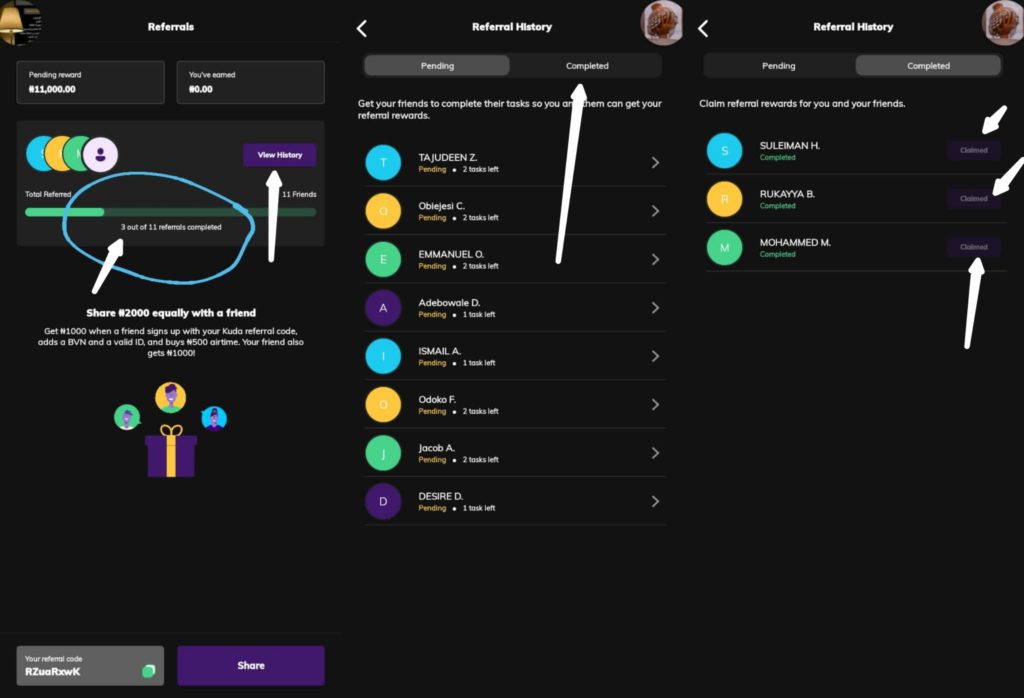 Referrals
Pending reward
₦11,000.00
You've earned
₦0.00
S
View History
Total Referred
11 Friends
3 out of 11 referrals completed
Share ₦2000 equally with a friend
Get ₦1000 when a friend signs up with your Kuda referral code,
adds a BVN and a valid ID, and buys ₦500 airtime. Your friend also
gets ₦1000!
Your referral code
RZuaRxwK
Share
Referral History
Pending
Completed
Get your friends to complete their tasks so you and them can get your
referral rewards.
T
TAJUDEEN Z.
Pending • 2 tasks left
O
Obiejesi C.
Pending • 2 tasks left
E
EMMANUEL O.
Pending • 2 tasks left
A
Adebowale D.
Pending • 1 task left
I
ISMAIL A.
Pending • 1 task left
O
Odoko F.
Pending • 2 tasks left
J
Jacob A.
Pending • 2 tasks left
D
DESIRE D.
Pending • 1 task left
Referral History
Pending
Completed
Claim referral rewards for you and your friends.
S
SULEIMAN H.
Completed
Claimed
R
RUKAYYA B.
Completed
Claimed
M
MOHAMMED M.
Completed
Claimed